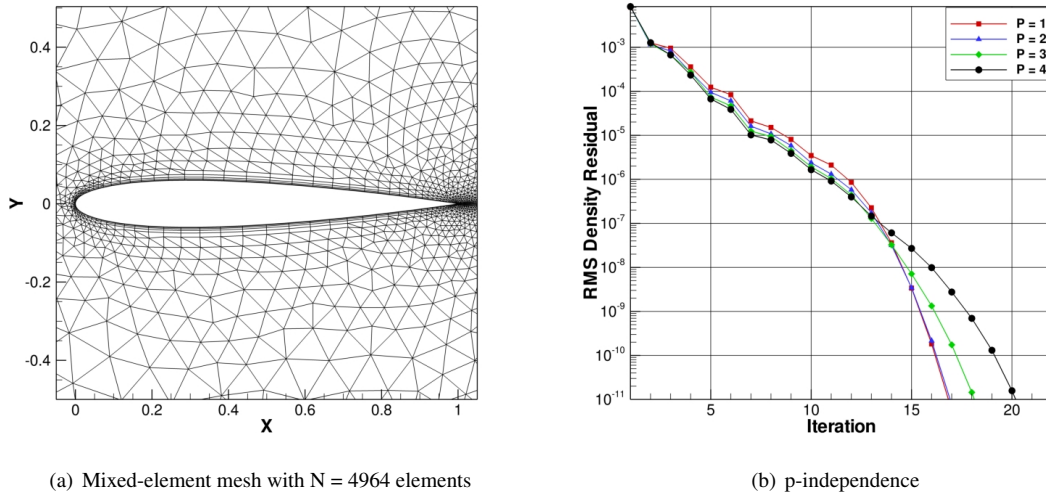 0.4
0.2
0
-0.2
-0.4
Y
0
0.2
0.4
0.6
0.8
1
X
P = 1
P = 2
P = 3
P = 4
10-3
10-4
10-5
10-6
10-7
10-8
10-9
10-10
10-11
RMS Density Residual
5
10
15
20
Iteration
(a) Mixed-element mesh with N = 4964 elements
(b) p-independence